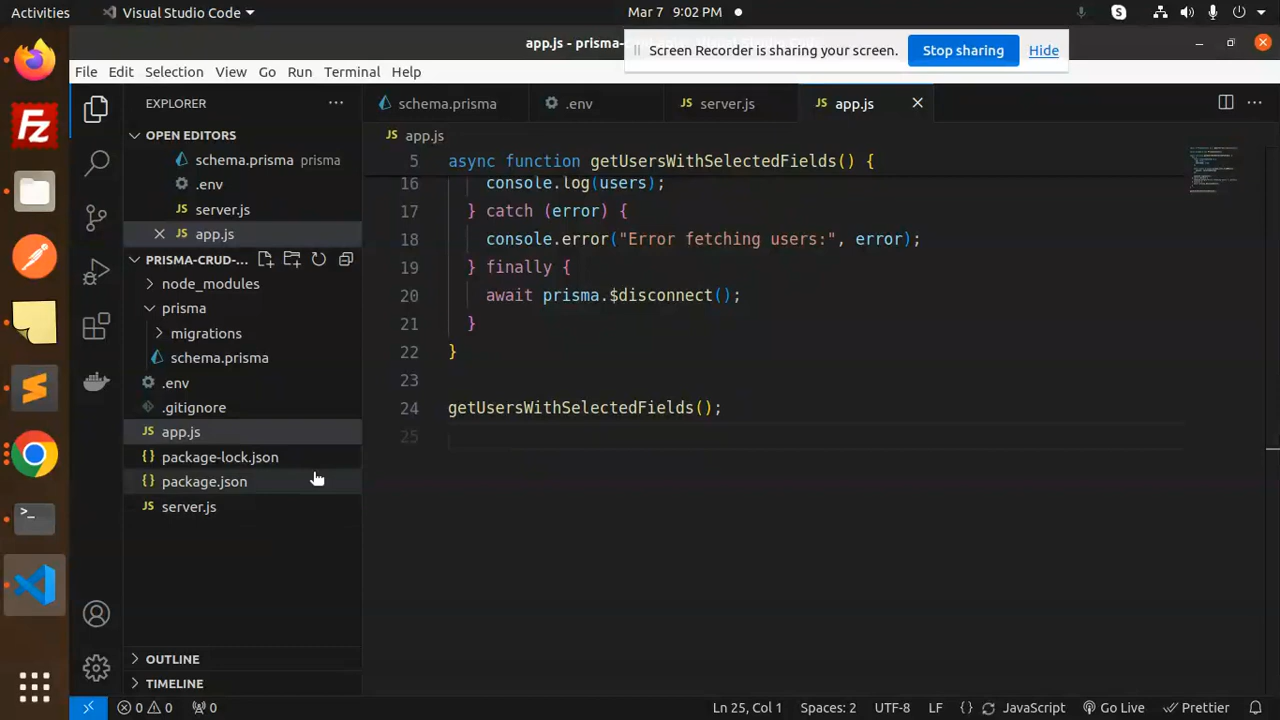 Activities
Visual Studio Code
Mar 7 9:02 PM
app.js - prisma-
Screen Recorder is sharing your screen.
Stop sharing
Hide
File Edit Selection View Go Run Terminal Help
EXPLORER
OPEN EDITORS
schema.prisma prisma
.env
server.js
app.js
PRISMA-CRUD-...
node_modules
prisma
migrations
schema.prisma
.env
.gitignore
JS app.js
{} package-lock.json
{} package.json
JS server.js
OUTLINE
TIMELINE
schema.prisma
.env
JS server.js
JS app.js
JS app.js
5 async function getUsersWithSelectedFields() {
16 console.log(users);
17 } catch (error) {
18 console.error("Error fetching users:", error);
19 } finally {
20 await prisma.$disconnect();
21 }
22 }
23
24 getUsersWithSelectedFields();
25
0 0 0
Ln 25, Col 1 Spaces: 2 UTF-8 LF {} JavaScript Go Live Prettier